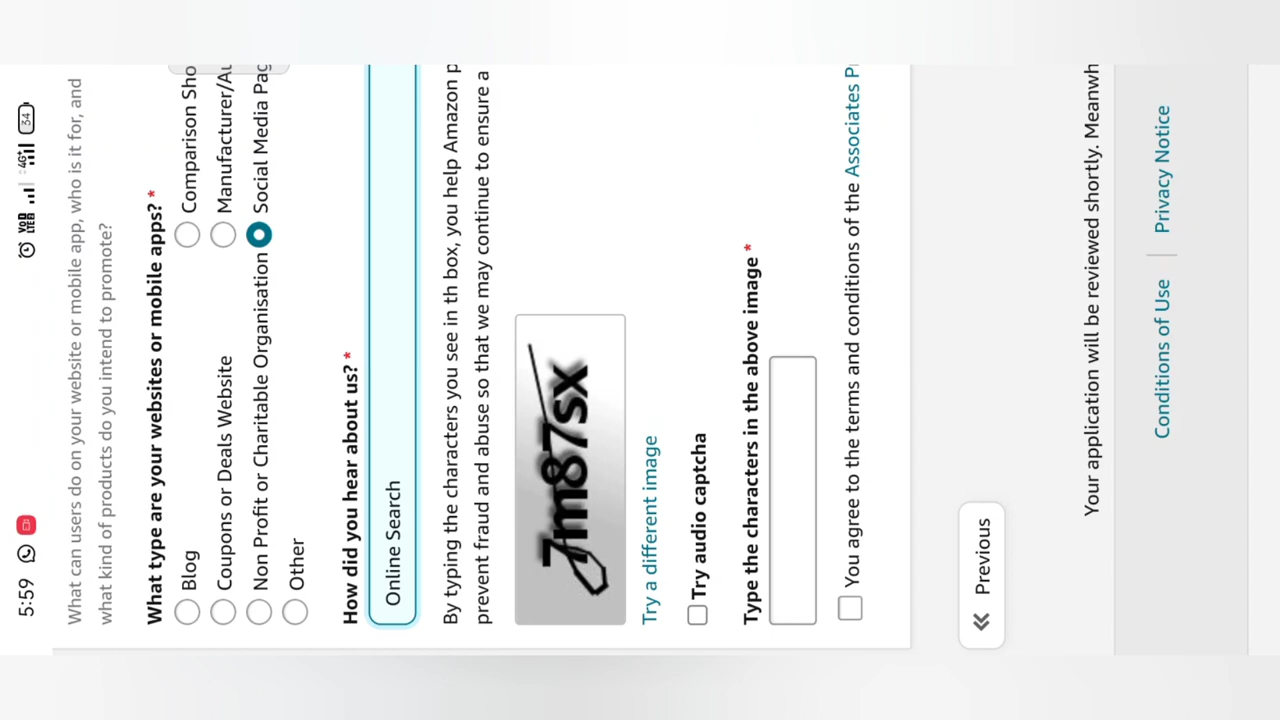 5:59
VoD LTE
4G+
34
What can users do on your website or mobile app, who is it for, and
what kind of products do you intend to promote?
What type are your websites or mobile apps? *
Blog
Comparison Sho
Coupons or Deals Website
Manufacturer/Au
Non Profit or Charitable Organisation
Social Media Pag
Other
How did you hear about us? *
Online Search
By typing the characters you see in th box, you help Amazon p
prevent fraud and abuse so that we may continue to ensure a
7m87sx
Try a different image
Try audio captcha
Type the characters in the above image *
You agree to the terms and conditions of the Associates P
Previous
Your application will be reviewed shortly. Meanwh
Conditions of Use
Privacy Notice